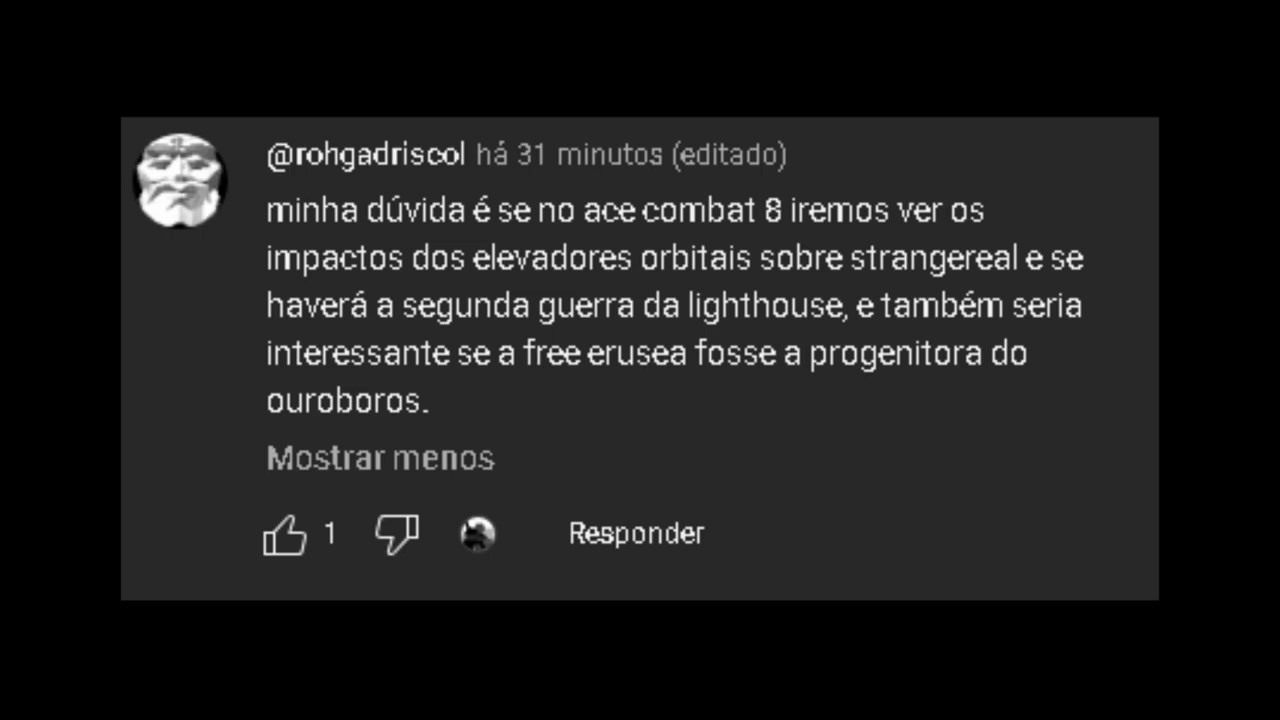 @rohgadriscol há 31 minutos (editado)
minha dúvida é se no ace combat 8 iremos ver os
impactos dos elevadores orbitais sobre strangereal e se
haverá a segunda guerra da lighthouse, e também seria
interessante se a free erusea fosse a progenitora do
ouroboros.
Mostrar menos
1 Responder